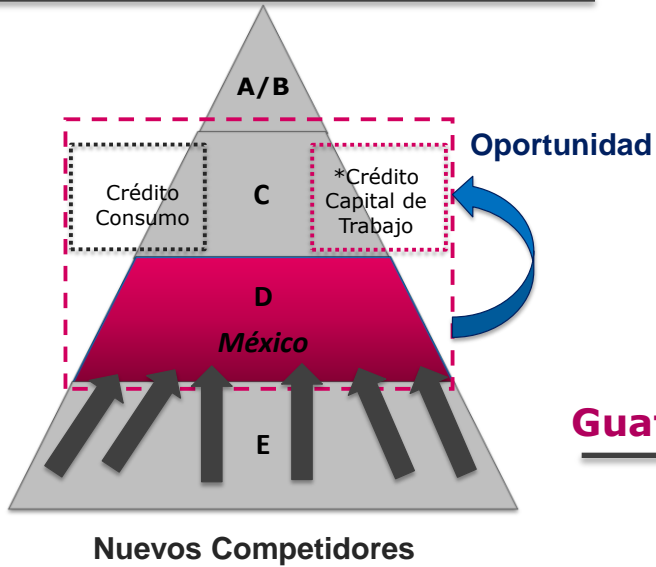 A/B
Oportunidad
Crédito
Consumo
C
*Crédito
Capital de
Trabajo
D
México
E
Nuevos Competidores